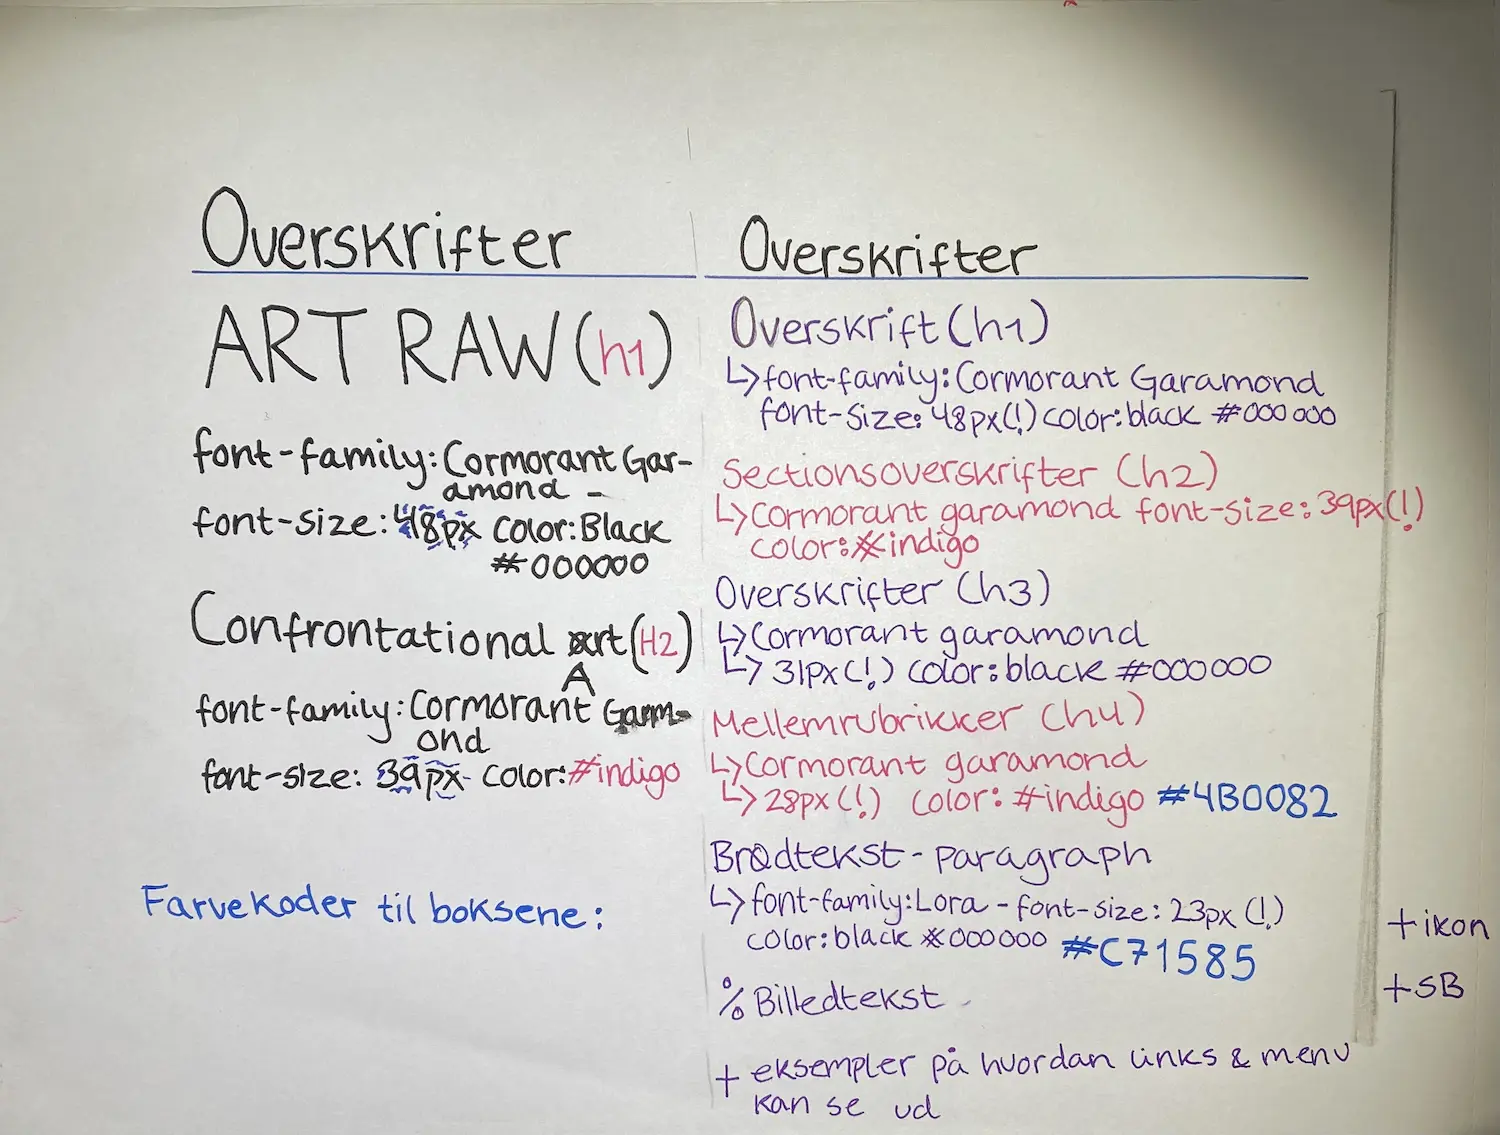 Overskrifter
ART RAW (h1)
font-family: Cormorant Gar-
amond -
font-size: 48px color: Black
#000000
Confrontational art (H2)
A
font-family: Cormorant Garam-
ond
font-size: 39px color: #indigo
Farvekoder til boksene:
Overskrifter
Overskrift (h1)
↳ font-family: Cormorant Garamond
font-size: 48px (!) color: black #000000
Sectionsoverskrifter (h2)
↳ Cormorant garamond font-size: 39px (!)
color: #indigo
Overskrifter (h3)
↳ Cormorant garamond
↳ 31px (!) color: black #000000
Mellemrubrikker (h4)
↳ Cormorant garamond
↳ 28px (!) color: #indigo #4B0082
Brødtekst - paragraph
↳ font-family: Lora - font-size: 23px (!)
color: black #000000 #C71585
% Billedtekst
+ eksempler på hvordan links & menu
kan se ud
+ ikon
+ SB